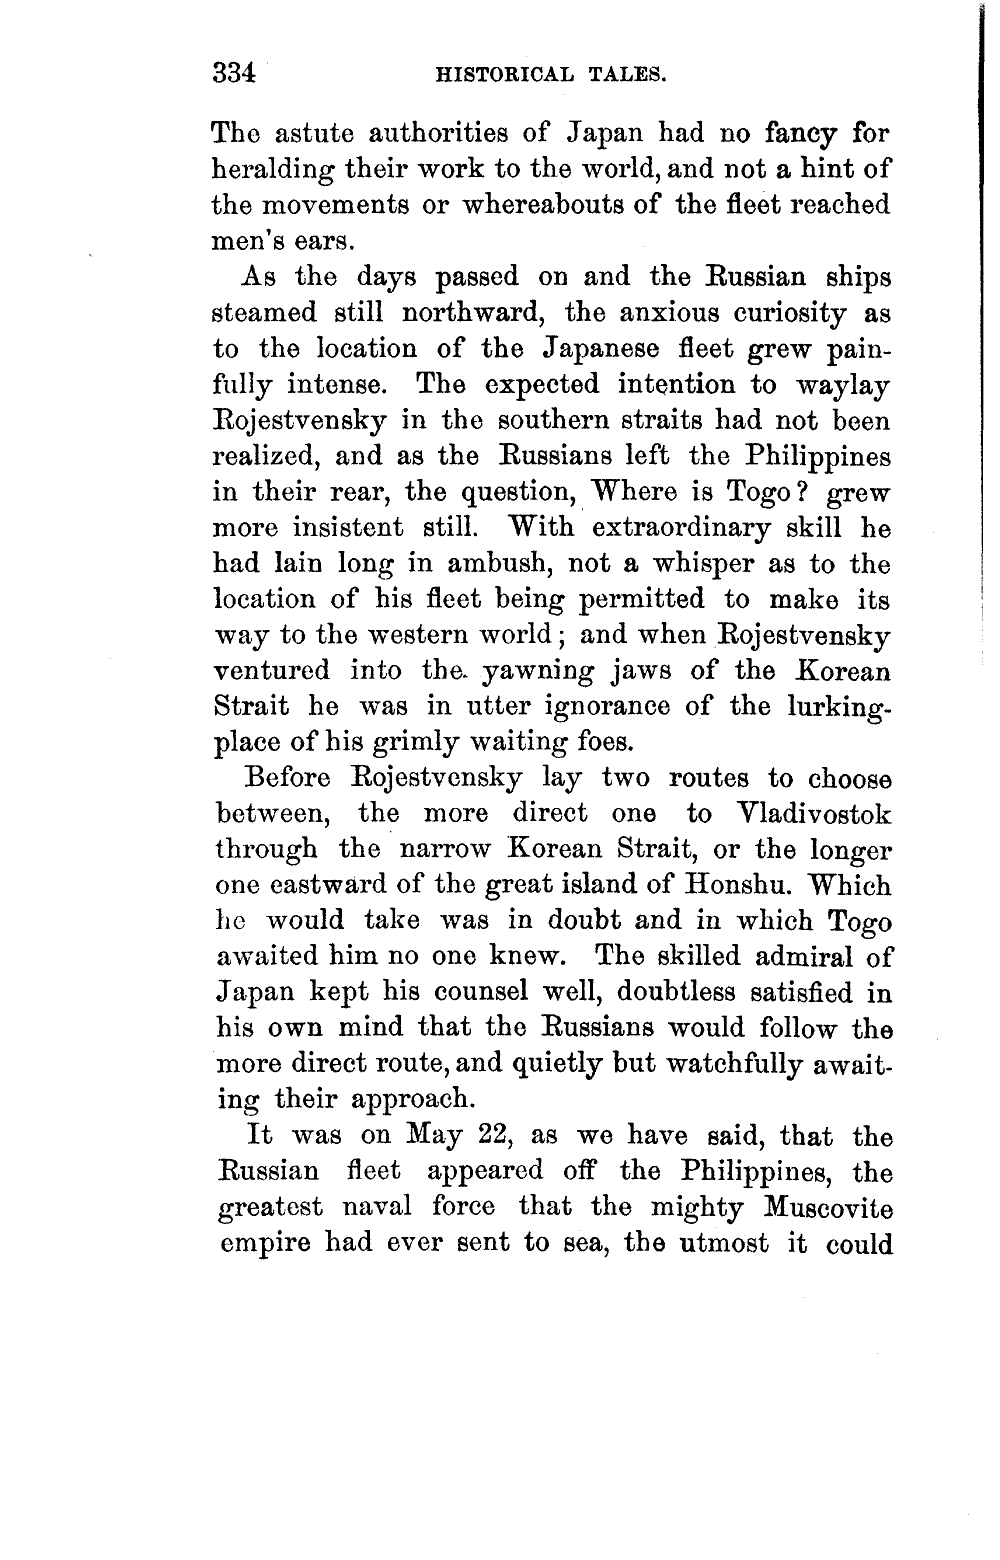 334 HISTORICAL TALES.
The astute authorities of Japan had no fancy for
heralding their work to the world, and not a hint of
the movements or whereabouts of the fleet reached
men's ears.
As the days passed on and the Russian ships
steamed still northward, the anxious curiosity as
to the location of the Japanese fleet grew pain-
fully intense. The expected intention to waylay
Rojestvensky in the southern straits had not been
realized, and as the Russians left the Philippines
in their rear, the question, Where is Togo? grew
more insistent still. With extraordinary skill he
had lain long in ambush, not a whisper as to the
location of his fleet being permitted to make its
way to the western world; and when Rojestvensky
ventured into the yawning jaws of the Korean
Strait he was in utter ignorance of the lurking-
place of his grimly waiting foes.
Before Rojestvensky lay two routes to choose
between, the more direct one to Vladivostok
through the narrow Korean Strait, or the longer
one eastward of the great island of Honshu. Which
he would take was in doubt and in which Togo
awaited him no one knew. The skilled admiral of
Japan kept his counsel well, doubtless satisfied in
his own mind that the Russians would follow the
more direct route, and quietly but watchfully await-
ing their approach.
It was on May 22, as we have said, that the
Russian fleet appeared off the Philippines, the
greatest naval force that the mighty Muscovite
empire had ever sent to sea, the utmost it could